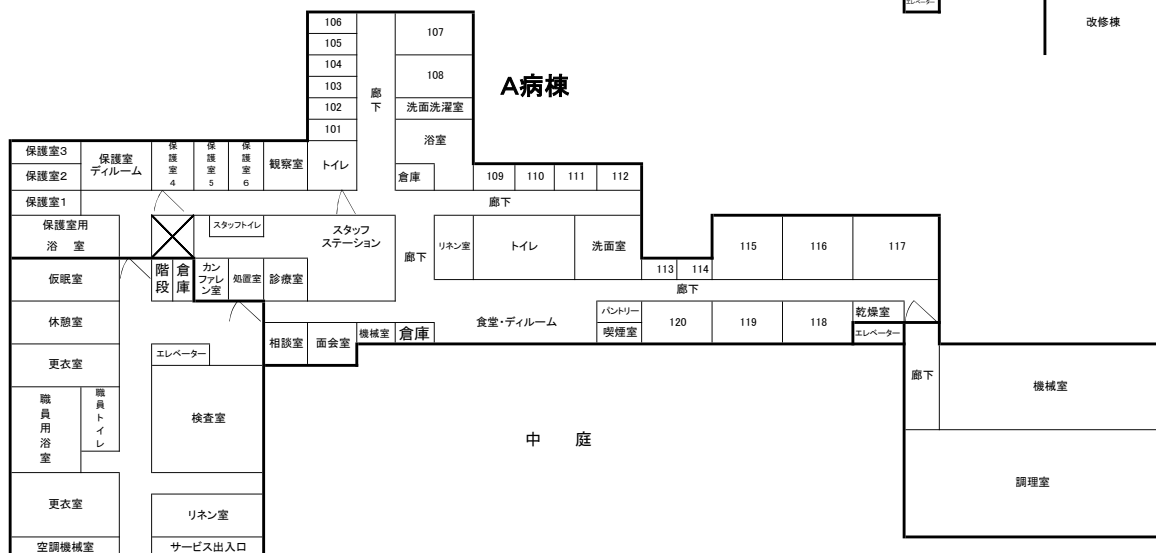 エレベーター
改修棟
106
107
105
104
108
103
廊下
102
洗面洗濯室
101
浴室
A病棟
保護室3
保護室
ディルーム
保護室4
保護室5
保護室6
観察室
トイレ
保護室2
倉庫
109
110
111
112
保護室1
廊下
保護室用
浴 室
スタッフトイレ
スタッフ
ステーション
廊下
リネン室
トイレ
洗面室
115
116
117
仮眠室
階段
倉庫
カン
ファレ
ン室
処置室
診療室
113
114
廊下
休憩室
食堂・ディルーム
パントリー
喫煙室
120
119
118
乾燥室
エレベーター
相談室
面会室
機械室
倉庫
更衣室
エレベーター
廊下
機械室
職員用浴室
職員トイレ
検査室
中 庭
調理室
更衣室
リネン室
空調機械室
サービス出入口